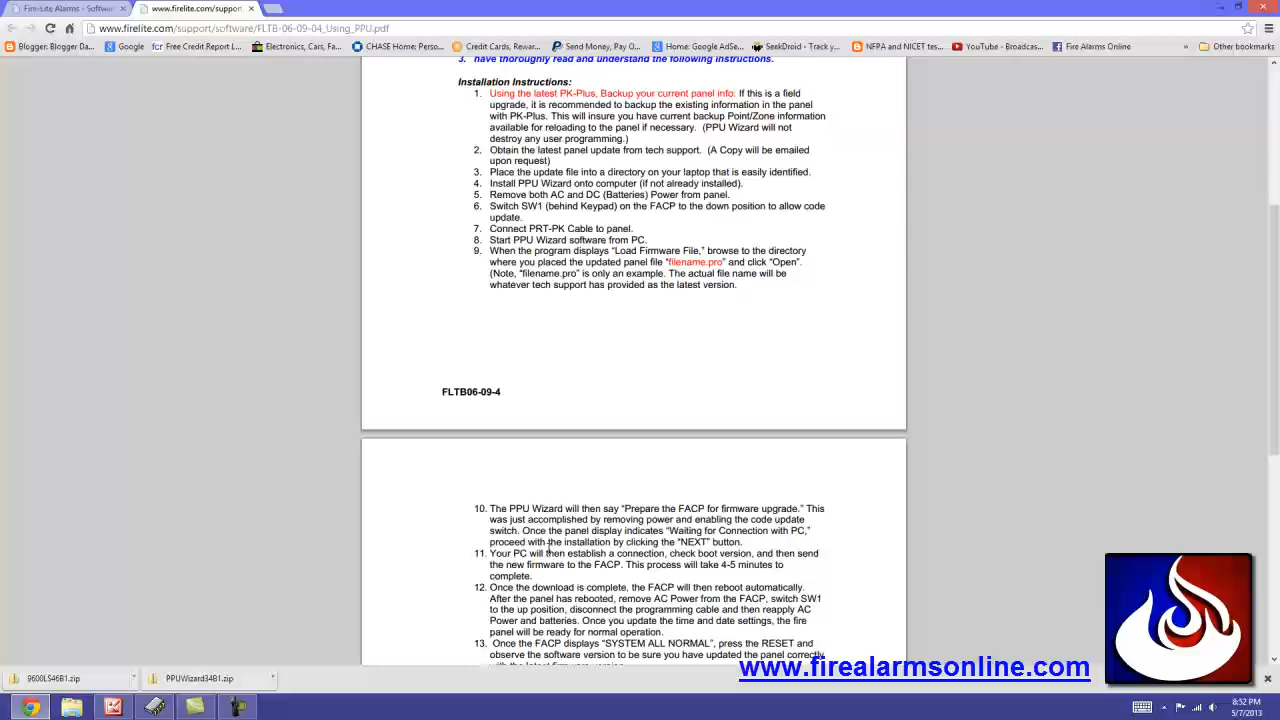 Fire-Lite Alarms - Softwar
www.firelite.com/suppor
www.firelite.com/support/software/FLTB-06-09-04_Using_PPU.pdf
Blogger: Blogger Da...
Google
Free Credit Report L...
Electronics, Cars, Fa...
CHASE Home: Perso...
Credit Cards, Rewar...
Send Money, Pay O...
Home: Google AdSe...
SeekDroid - Track y...
NFPA and NICET tes...
YouTube - Broadcas...
Fire Alarms Online
»
Other bookmarks
3. have thoroughly read and understand the following instructions.
Installation Instructions:
1. Using the latest PK-Plus, Backup your current panel info: If this is a field
upgrade, it is recommended to backup the existing information in the panel
with PK-Plus. This will insure you have current backup Point/Zone information
available for reloading to the panel if necessary. (PPU Wizard will not
destroy any user programming.)
2. Obtain the latest panel update from tech support. (A Copy will be emailed
upon request)
3. Place the update file into a directory on your laptop that is easily identified.
4. Install PPU Wizard onto computer (if not already installed).
5. Remove both AC and DC (Batteries) Power from panel.
6. Switch SW1 (behind Keypad) on the FACP to the down position to allow code
update.
7. Connect PRT-PK Cable to panel.
8. Start PPU Wizard software from PC.
9. When the program displays “Load Firmware File,” browse to the directory
where you placed the updated panel file “filename.pro” and click “Open”.
(Note, “filename.pro” is only an example. The actual file name will be
whatever tech support has provided as the latest version.
FLTB06-09-4
10. The PPU Wizard will then say “Prepare the FACP for firmware upgrade.” This
was just accomplished by removing power and enabling the code update
switch. Once the panel display indicates “Waiting for Connection with PC,”
proceed with the installation by clicking the “NEXT” button.
11. Your PC will then establish a connection, check boot version, and then send
the new firmware to the FACP. This process will take 4-5 minutes to
complete.
12. Once the download is complete, the FACP will then reboot automatically.
After the panel has rebooted, remove AC Power from the FACP, switch SW1
to the up position, disconnect the programming cable and then reapply AC
Power and batteries. Once you update the time and date settings, the fire
panel will be ready for normal operation.
13. Once the FACP displays “SYSTEM ALL NORMAL”, press the RESET and
observe the software version to be sure you have updated the panel correctly
with the latest firmware version.
www.firealarmsonline.com
9600LS46B1.zip
PPUWizard34B1.zip
8:52 PM
5/7/2013